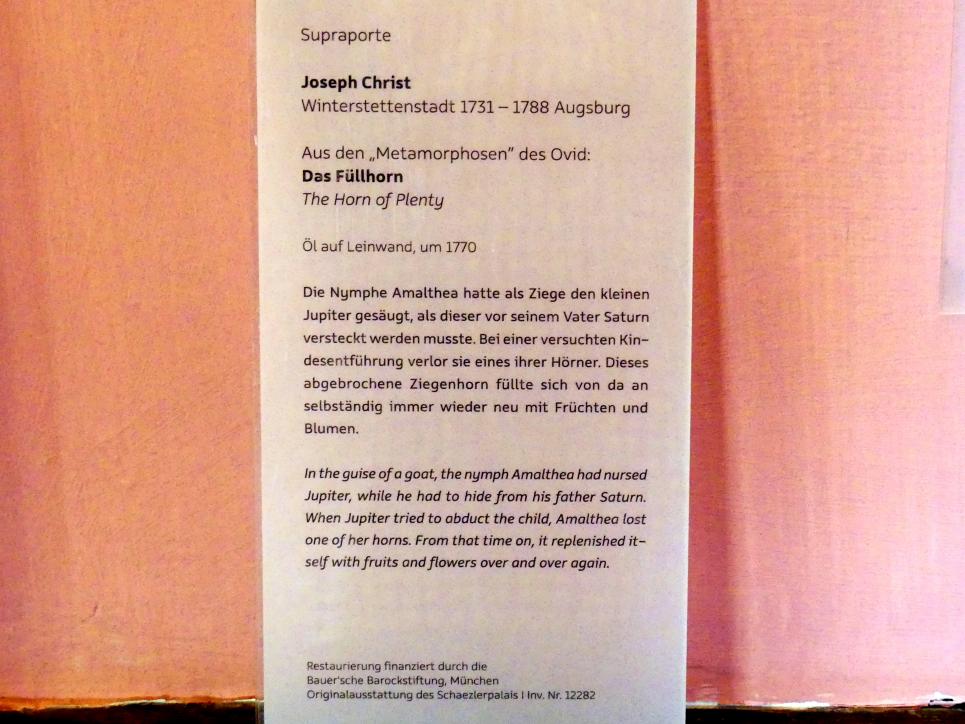 Supraporte
Joseph Christ
Winterstettenstadt 1731 – 1788 Augsburg
Aus den „Metamorphosen” des Ovid:
Das Füllhorn
The Horn of Plenty
Öl auf Leinwand, um 1770
Die Nymphe Amalthea hatte als Ziege den kleinen
Jupiter gesäugt, als dieser vor seinem Vater Saturn
versteckt werden musste. Bei einer versuchten Kin-
desentführung verlor sie eines ihrer Hörner. Dieses
abgebrochene Ziegenhorn füllte sich von da an
selbständig immer wieder neu mit Früchten und
Blumen.
In the guise of a goat, the nymph Amalthea had nursed
Jupiter, while he had to hide from his father Saturn.
When Jupiter tried to abduct the child, Amalthea lost
one of her horns. From that time on, it replenished it-
self with fruits and flowers over and over again.
Restaurierung finanziert durch die
Bauer'sche Barockstiftung, München
Originalausstattung des Schaezlerpalais I Inv. Nr. 12282